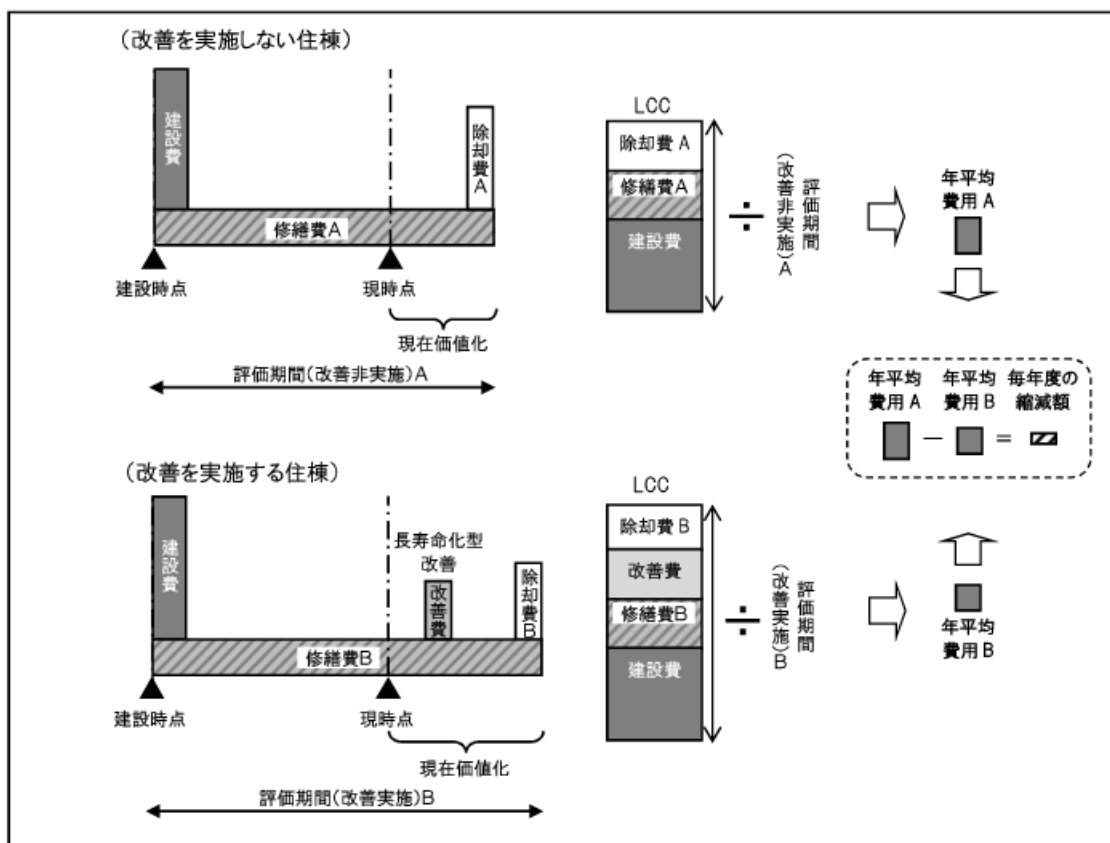 (改善を実施しない住棟)
建設費
除却費A
修繕費A
建設時点
現時点
現在価値化
評価期間(改善非実施)A
LCC
除却費A
修繕費A
建設費
÷
評価期間
(改善非実施)A
年平均
費用A
年平均
費用A
年平均
費用B
毎年度の
縮減額
－
＝
(改善を実施する住棟)
建設費
長寿命化型
改善
改善費
除却費B
修繕費B
建設時点
現時点
現在価値化
評価期間(改善実施)B
LCC
除却費B
改善費
修繕費B
建設費
÷
評価期間
(改善実施)B
年平均
費用B